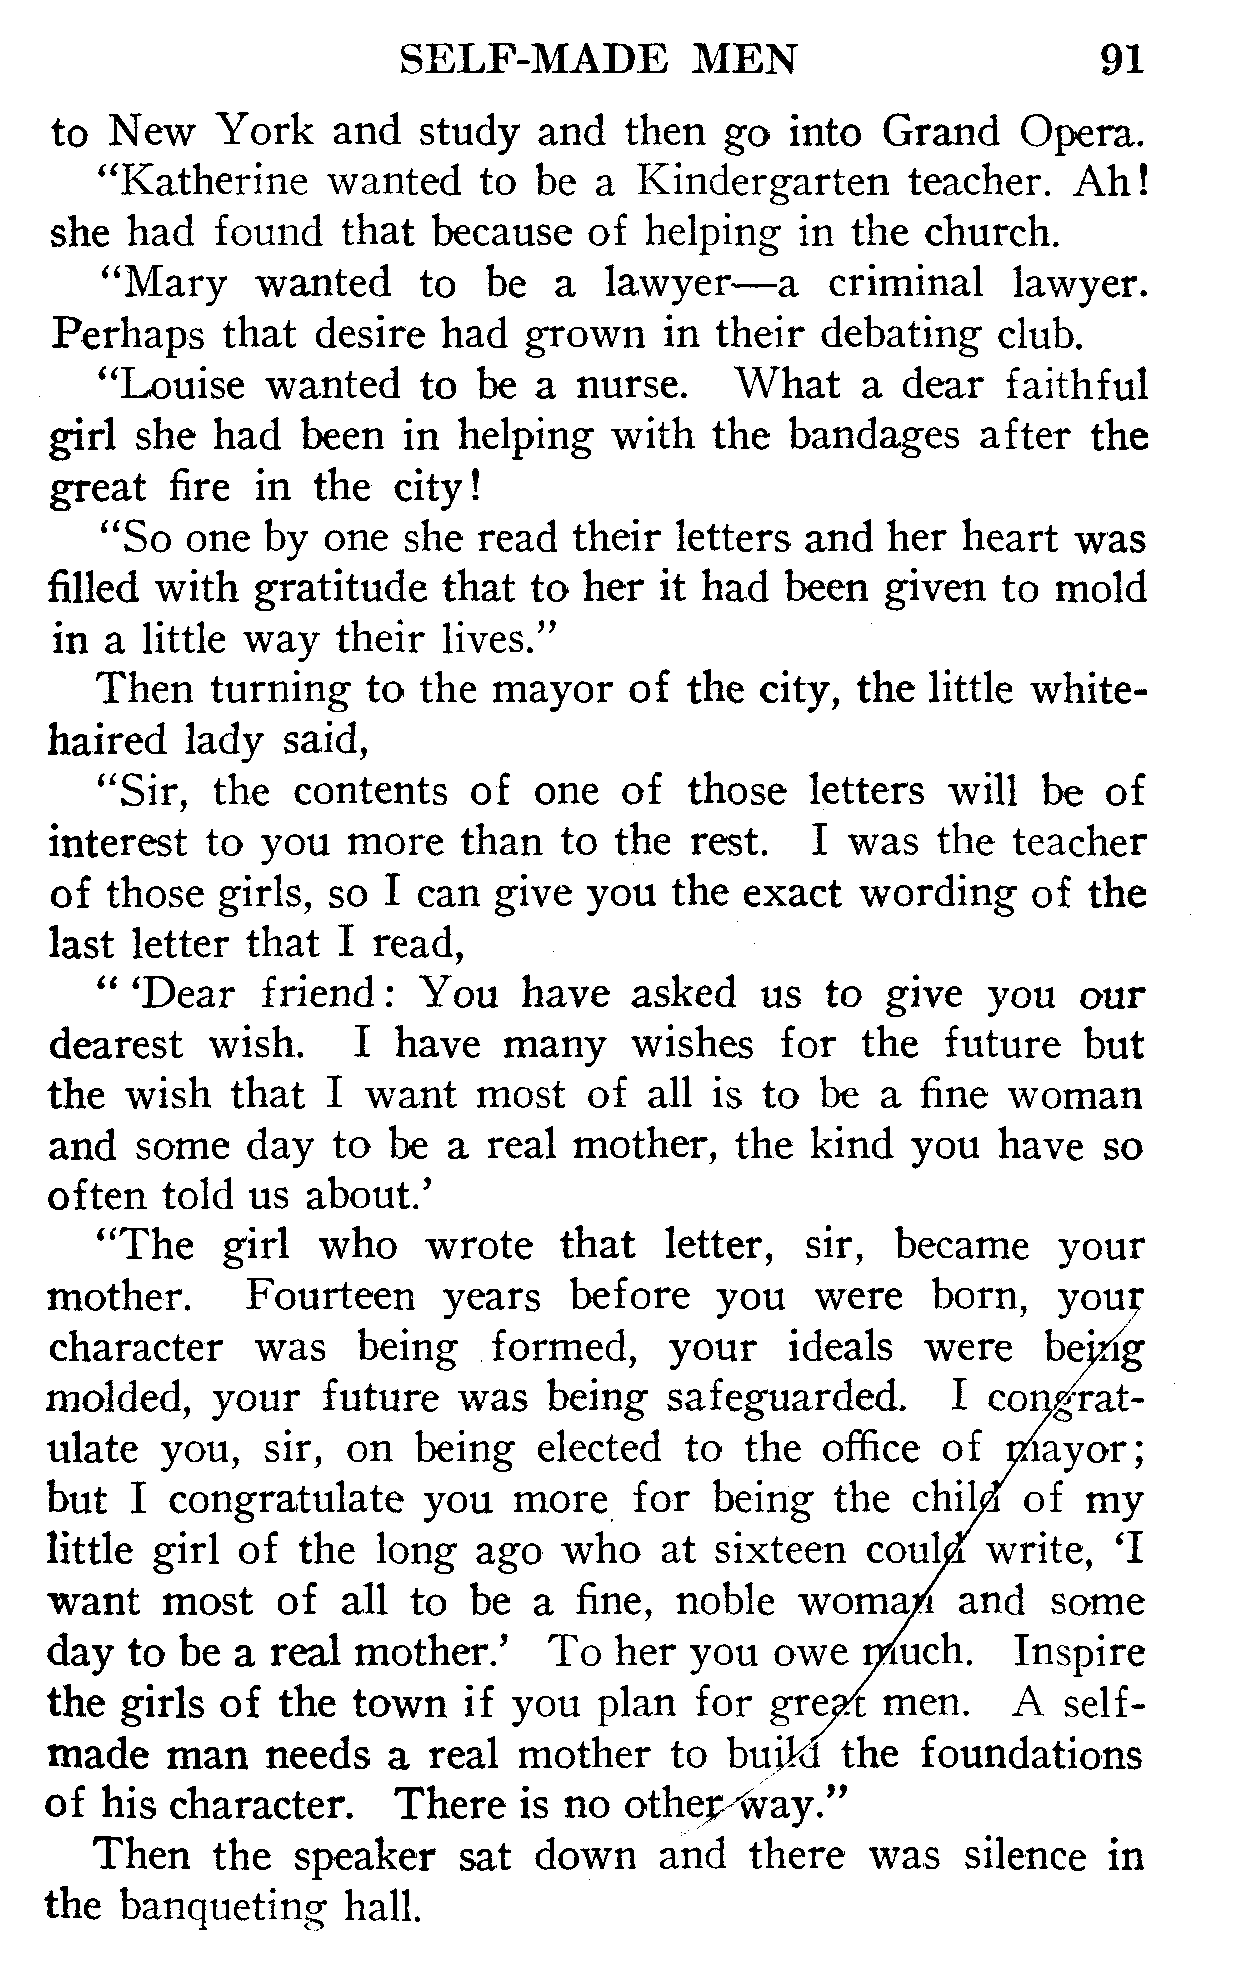 SELF-MADE MEN 91
to New York and study and then go into Grand Opera.
"Katherine wanted to be a Kindergarten teacher. Ah!
she had found that because of helping in the church.
"Mary wanted to be a lawyer—a criminal lawyer.
Perhaps that desire had grown in their debating club.
"Louise wanted to be a nurse. What a dear faithful
girl she had been in helping with the bandages after the
great fire in the city!
"So one by one she read their letters and her heart was
filled with gratitude that to her it had been given to mold
in a little way their lives."
Then turning to the mayor of the city, the little white-
haired lady said,
"Sir, the contents of one of those letters will be of
interest to you more than to the rest. I was the teacher
of those girls, so I can give you the exact wording of the
last letter that I read,
" 'Dear friend: You have asked us to give you our
dearest wish. I have many wishes for the future but
the wish that I want most of all is to be a fine woman
and some day to be a real mother, the kind you have so
often told us about.'
"The girl who wrote that letter, sir, became your
mother. Fourteen years before you were born, your
character was being formed, your ideals were being
molded, your future was being safeguarded. I congrat-
ulate you, sir, on being elected to the office of mayor;
but I congratulate you more for being the child of my
little girl of the long ago who at sixteen could write, 'I
want most of all to be a fine, noble woman and some
day to be a real mother.' To her you owe much. Inspire
the girls of the town if you plan for great men. A self-
made man needs a real mother to build the foundations
of his character. There is no other way."
Then the speaker sat down and there was silence in
the banqueting hall.